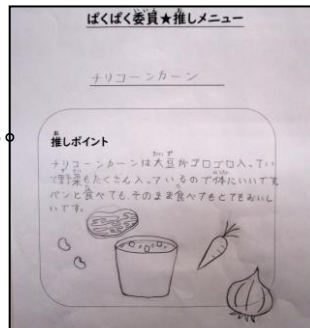 ぱくぱく委員★推しメニュー
チリコーンカーン
推しポイント
チリコーンカーンは大豆がゴロゴロ入ってい
て野菜もたくさん入っているので体にいいです。
パンと食べても、そのまま食べてもとてもおいし
いです。